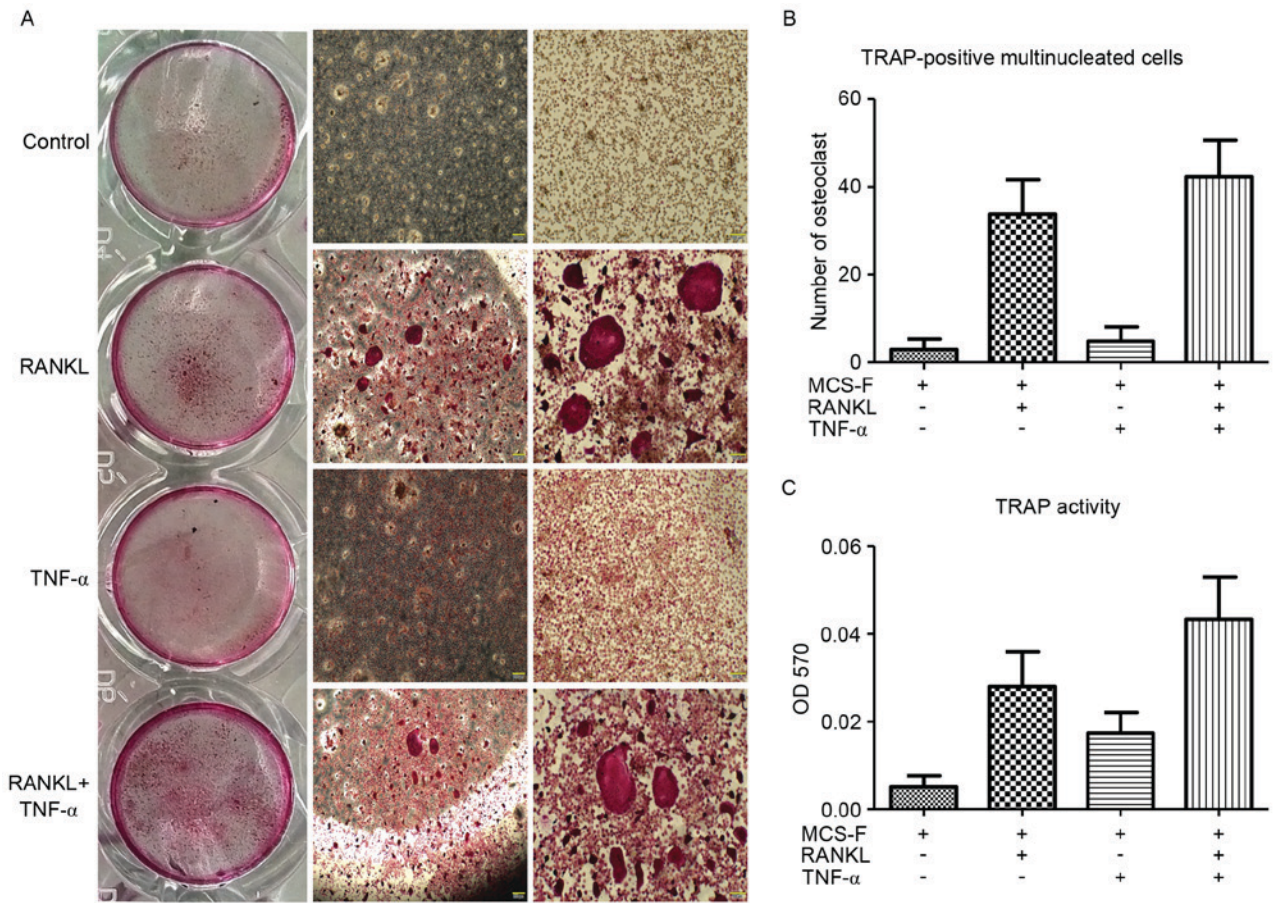 A
Control
RANKL
TNF-α
RANKL+
TNF-α
B
TRAP-positive multinucleated cells
Number of osteoclast
60
40
20
0
MCS-F + + + +
RANKL - + - +
TNF-α - - + +
C
TRAP activity
OD 570
0.06
0.04
0.02
0.00
MCS-F + + + +
RANKL - + - +
TNF-α - - + +